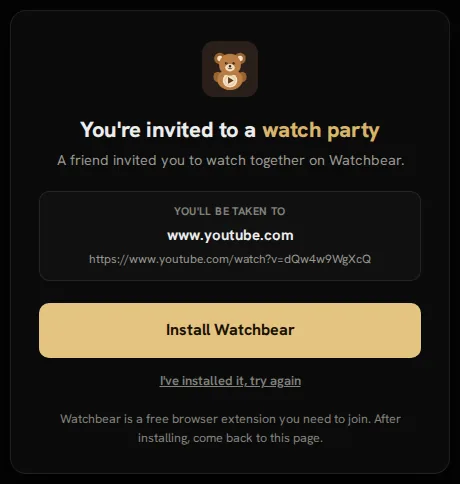 You're invited to a watch party
A friend invited you to watch together on Watchbear.
YOU'LL BE TAKEN TO
www.youtube.com
https://www.youtube.com/watch?v=dQw4w9WgXcQ
Install Watchbear
I've installed it, try again
Watchbear is a free browser extension you need to join. After
installing, come back to this page.